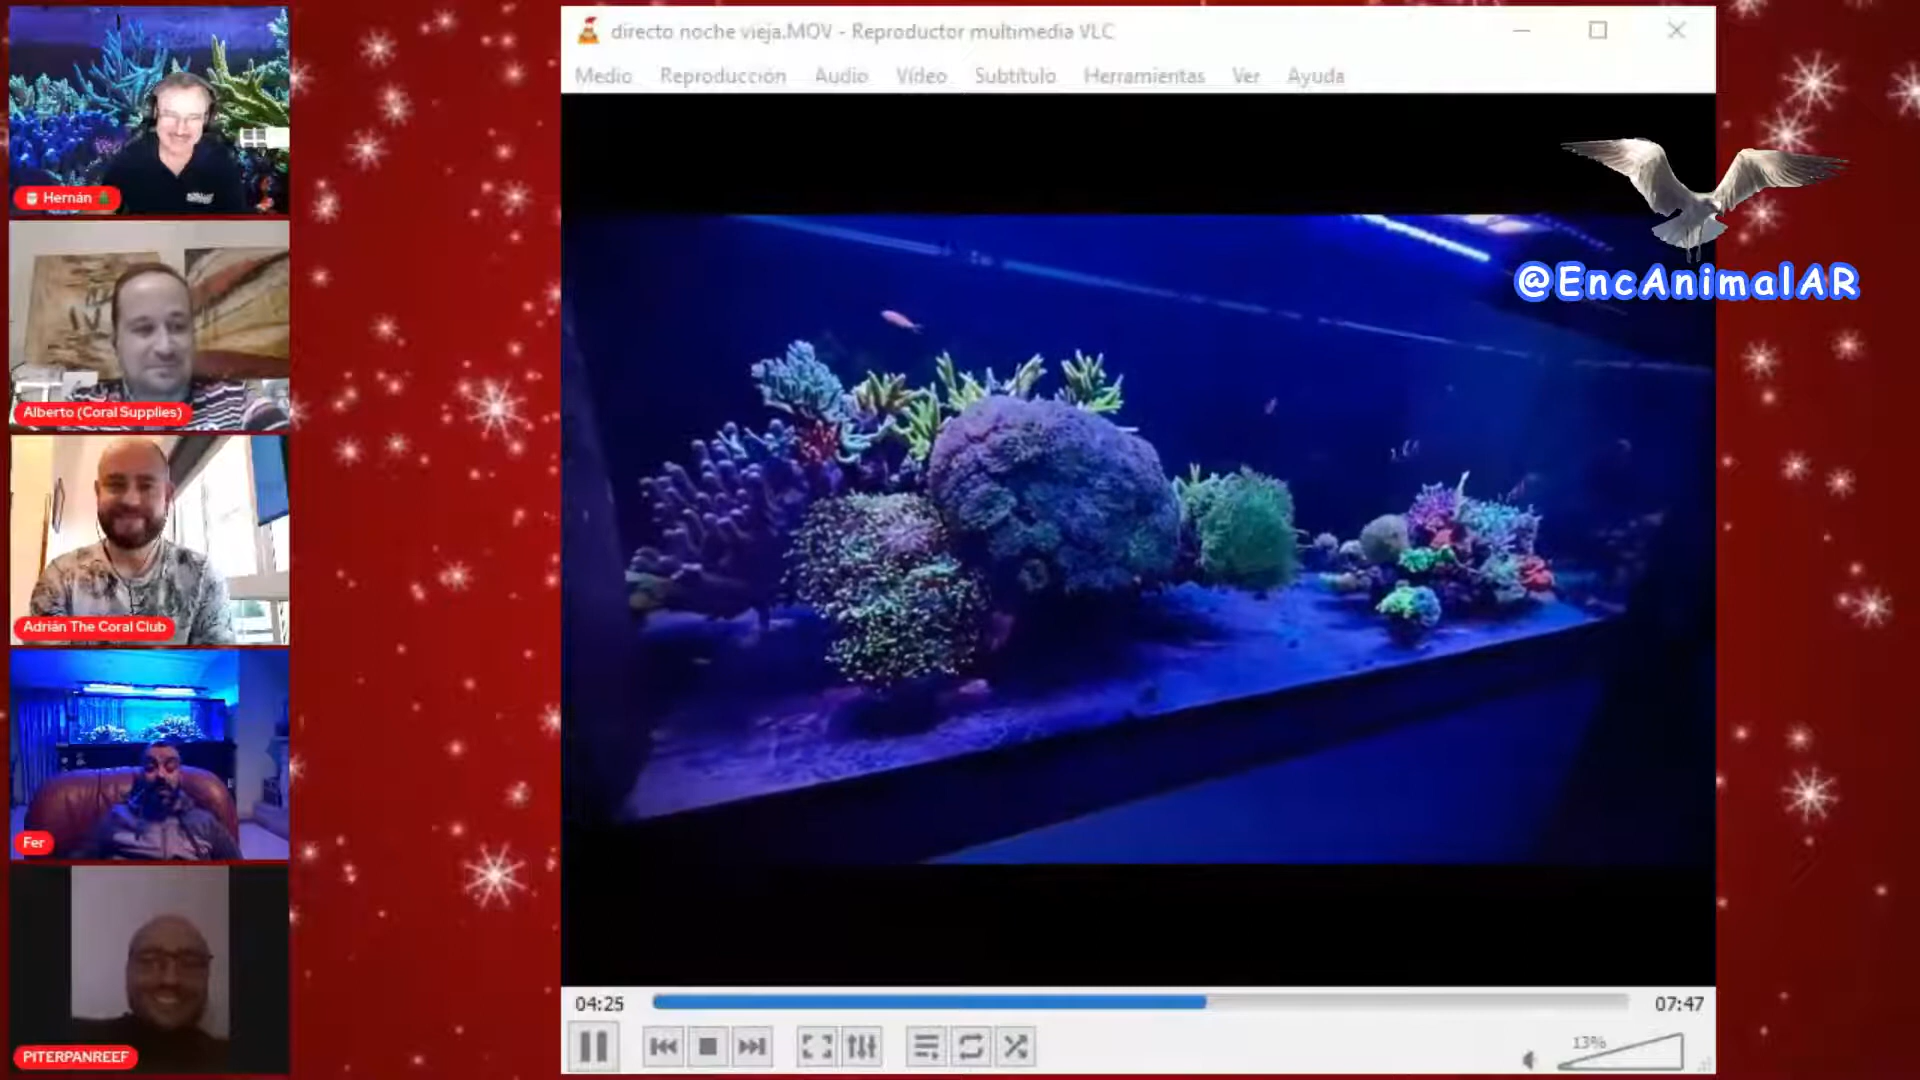 directo noche vieja.MOV - Reproductor multimedia VLC
Medio Reproducción Audio Vídeo Subtítulo Herramientas Ver Ayuda
@EncAnimalAR
Hernán
Alberto (Coral Supplies)
Adrián The Coral Club
Fer
PITERPANREEF
04:25
07:47
13%